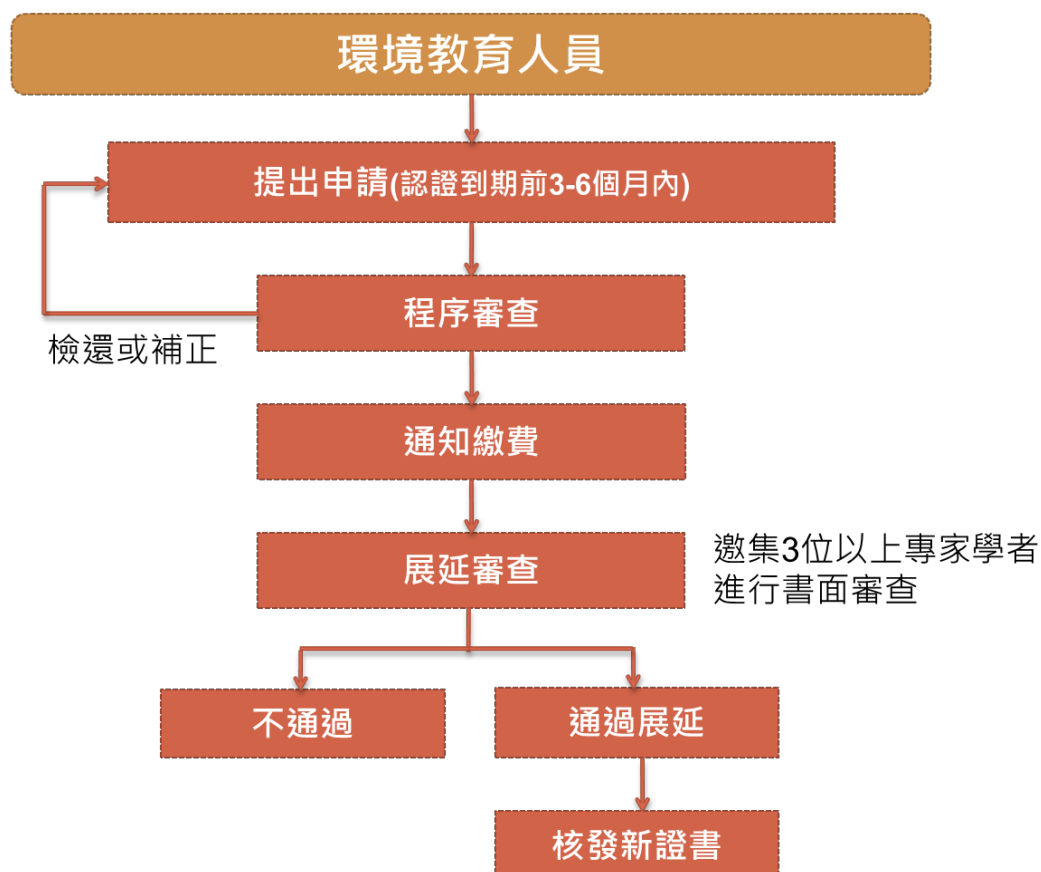 環境教育人員
提出申請(認證到期前3-6個月內)
程序審查
檢還或補正
通知繳費
展延審查
邀集3位以上專家學者
進行書面審查
不通過
通過展延
核發新證書